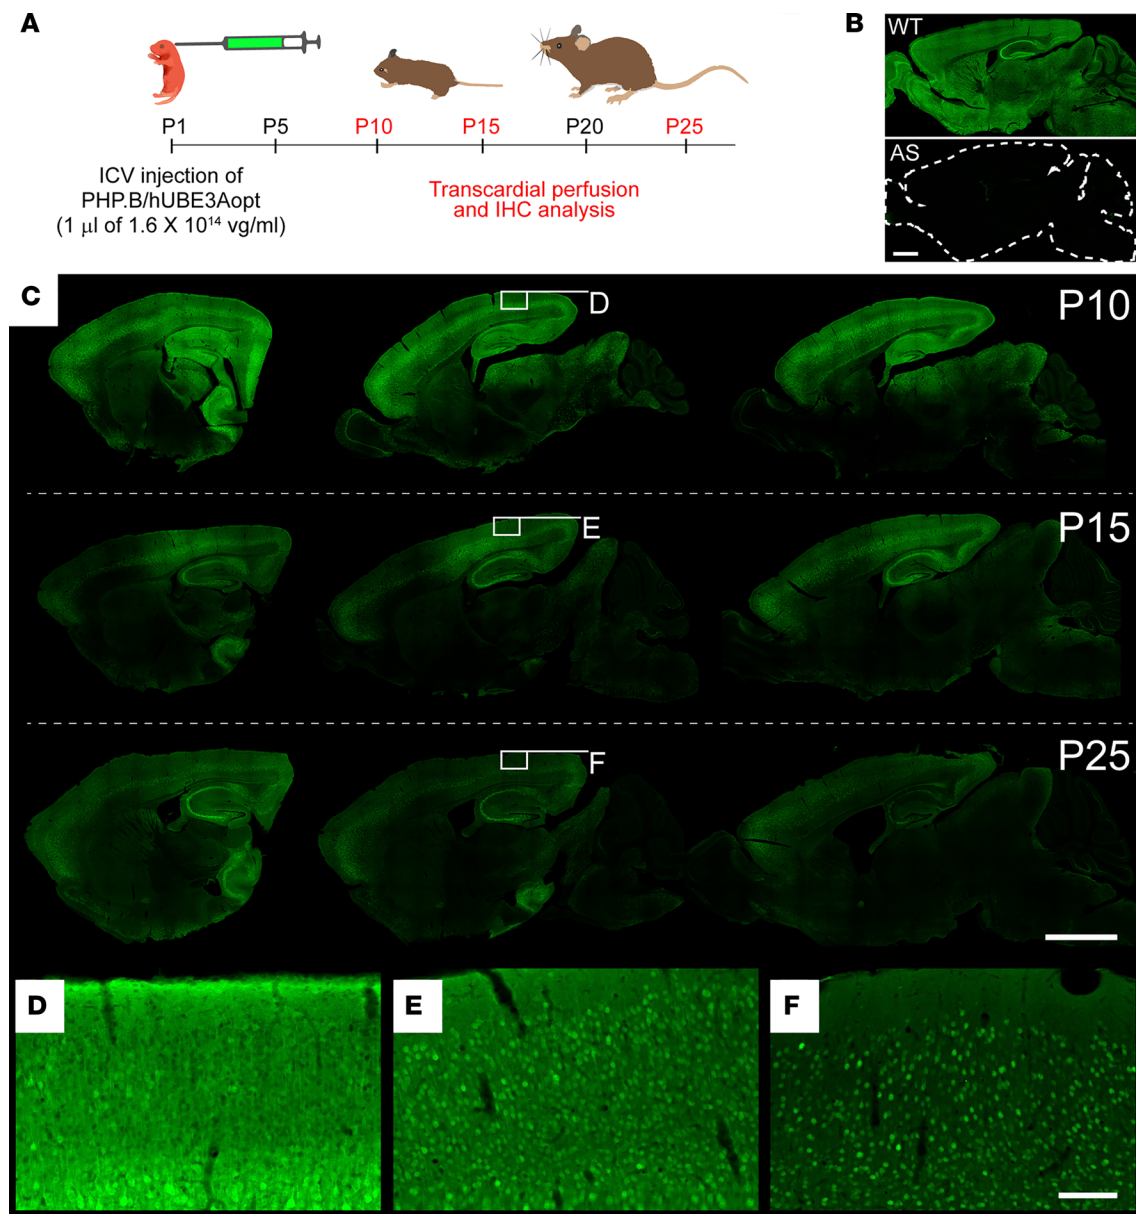 A
P1
P5
P10
P15
P20
P25
ICV injection of
PHP.B/hUBE3Aopt
(1 μl of 1.6 X 10¹⁴ vg/ml)
Transcardial perfusion
and IHC analysis
B
WT
AS
C
D
P10
E
P15
F
P25
D
E
F